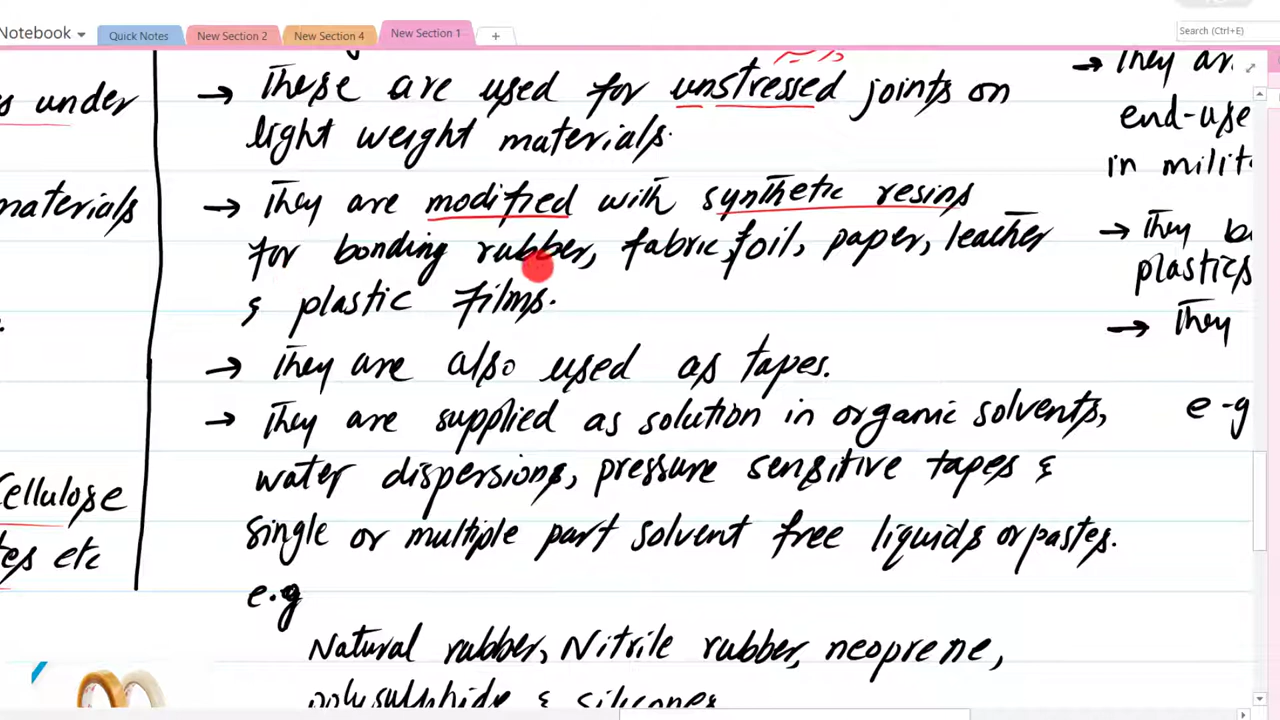 Notebook
Quick Notes
New Section 2
New Section 4
New Section 1
+
Search (Ctrl+E)
s under
materials
Cellulose
tes etc
→ These are used for unstressed joints on
light weight materials.
→ They are modified with synthetic resins
for bonding rubber, fabric, foil, paper, leather
& plastic films.
→ They are also used as tapes.
→ They are supplied as solution in organic solvents,
water dispersions, pressure sensitive tapes &
single or multiple part solvent free liquids or pastes.
e.g
Natural rubber, Nitrile rubber, neoprene,
polysulphide & silicones
→ They ar
end-use
in milit
→ They b
plastics
→ They
e-g